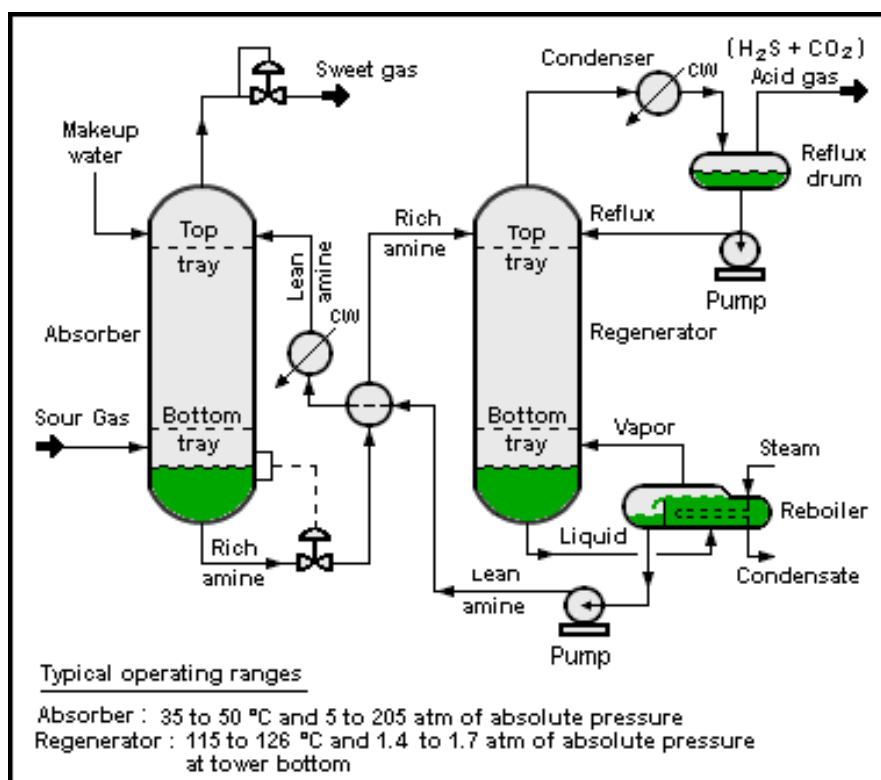 (H₂S + CO₂)
Acid gas
Condenser
CW
Sweet gas
Makeup
water
Reflux
drum
Rich
amine
Reflux
Top
tray
Lean
amine
Top
tray
Pump
CW
Absorber
Regenerator
Bottom
tray
Sour Gas
Bottom
tray
Vapor
Steam
Reboiler
Rich
amine
Liquid
Condensate
Lean
amine
Pump
Typical operating ranges
Absorber : 35 to 50 °C and 5 to 205 atm of absolute pressure
Regenerator : 115 to 126 °C and 1.4 to 1.7 atm of absolute pressure
at tower bottom